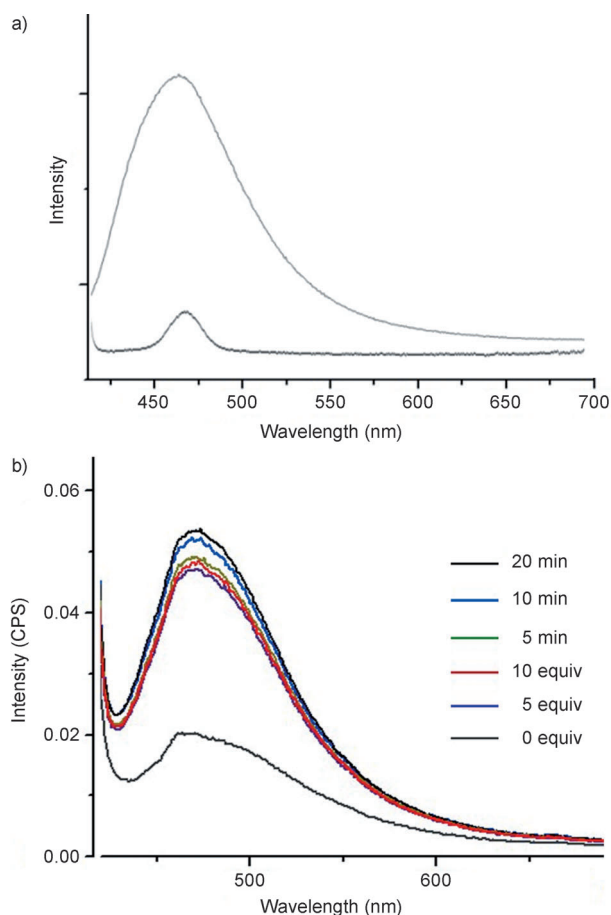 a)
Intensity
450 500 550 600 650 700
Wavelength (nm)
b)
0.06
0.04
0.02
0.00
Intensity (CPS)
20 min
10 min
5 min
10 equiv
5 equiv
0 equiv
500 600
Wavelength (nm)